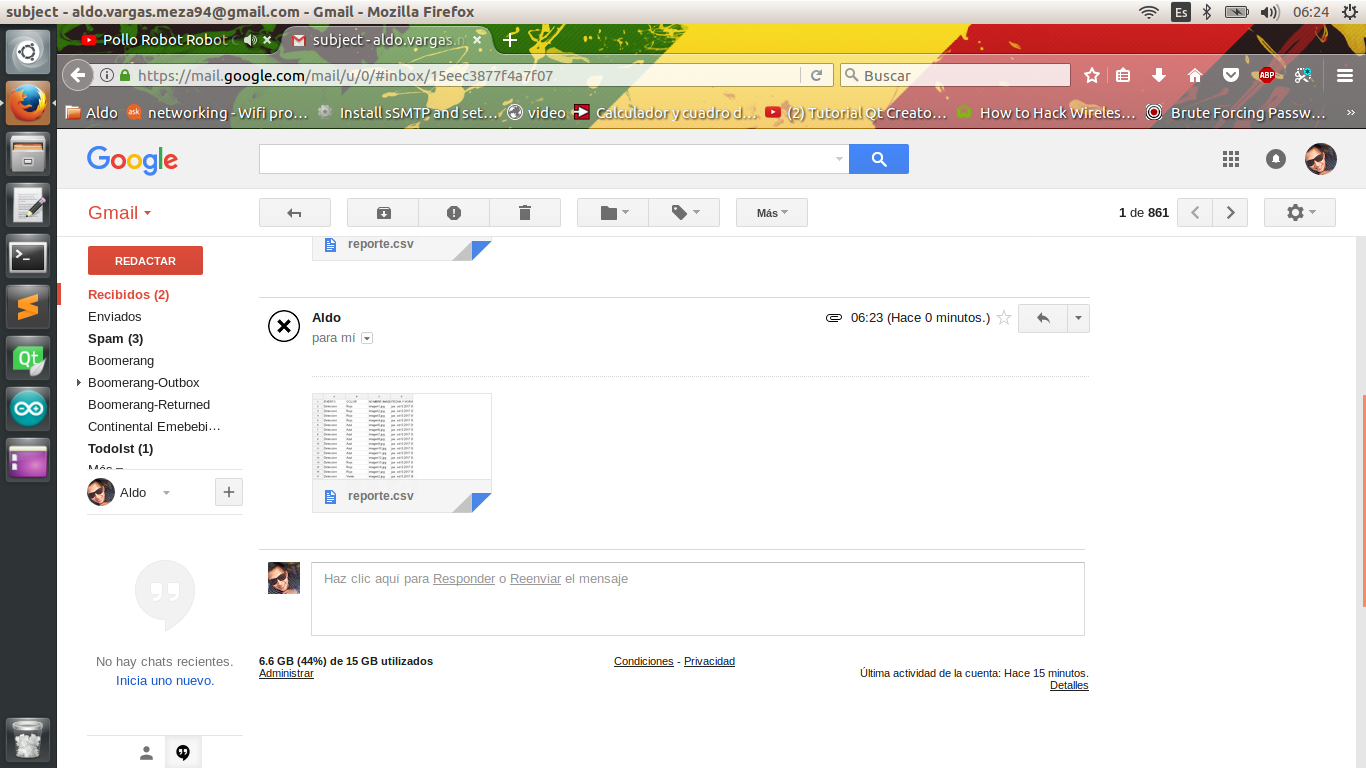 subject - aldo.vargas.meza94@gmail.com - Gmail - Mozilla Firefox
Es
06:24
Pollo Robot Robot
subject - aldo.vargas.
https://mail.google.com/mail/u/0/#inbox/15eec3877f4a7f07
Buscar
ABP
Aldo
ask
networking - Wifi pro…
Install sSMTP and set…
video
Calculador y cuadro d…
(2) Tutorial Qt Creato…
How to Hack Wireles…
Brute Forcing Passw…
»
Google
Gmail
Más
1 de 861
REDACTAR
Recibidos (2)
Enviados
Spam (3)
Boomerang
Boomerang-Outbox
Boomerang-Returned
Continental Emebebi…
TodoIst (1)
Más
Aldo
No hay chats recientes.
Inicia uno nuevo.
reporte.csv
Aldo
06:23 (Hace 0 minutos.)
para mí
reporte.csv
Haz clic aquí para Responder o Reenviar el mensaje
6.6 GB (44%) de 15 GB utilizados
Administrar
Condiciones - Privacidad
Última actividad de la cuenta: Hace 15 minutos.
Detalles
Qt